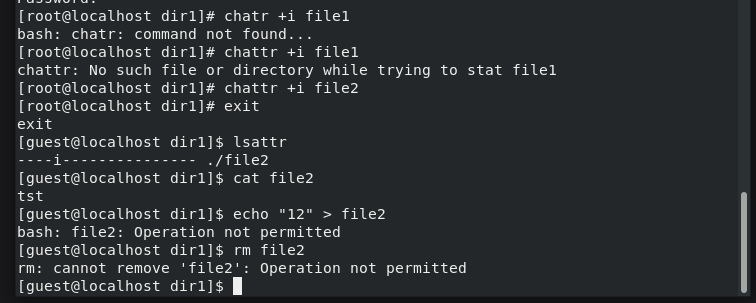 Password:
[root@localhost dir1]# chatr +i file1
bash: chatr: command not found...
[root@localhost dir1]# chattr +i file1
chattr: No such file or directory while trying to stat file1
[root@localhost dir1]# chattr +i file2
[root@localhost dir1]# exit
exit
[guest@localhost dir1]$ lsattr
----i--------------- ./file2
[guest@localhost dir1]$ cat file2
tst
[guest@localhost dir1]$ echo "12" > file2
bash: file2: Operation not permitted
[guest@localhost dir1]$ rm file2
rm: cannot remove 'file2': Operation not permitted
[guest@localhost dir1]$